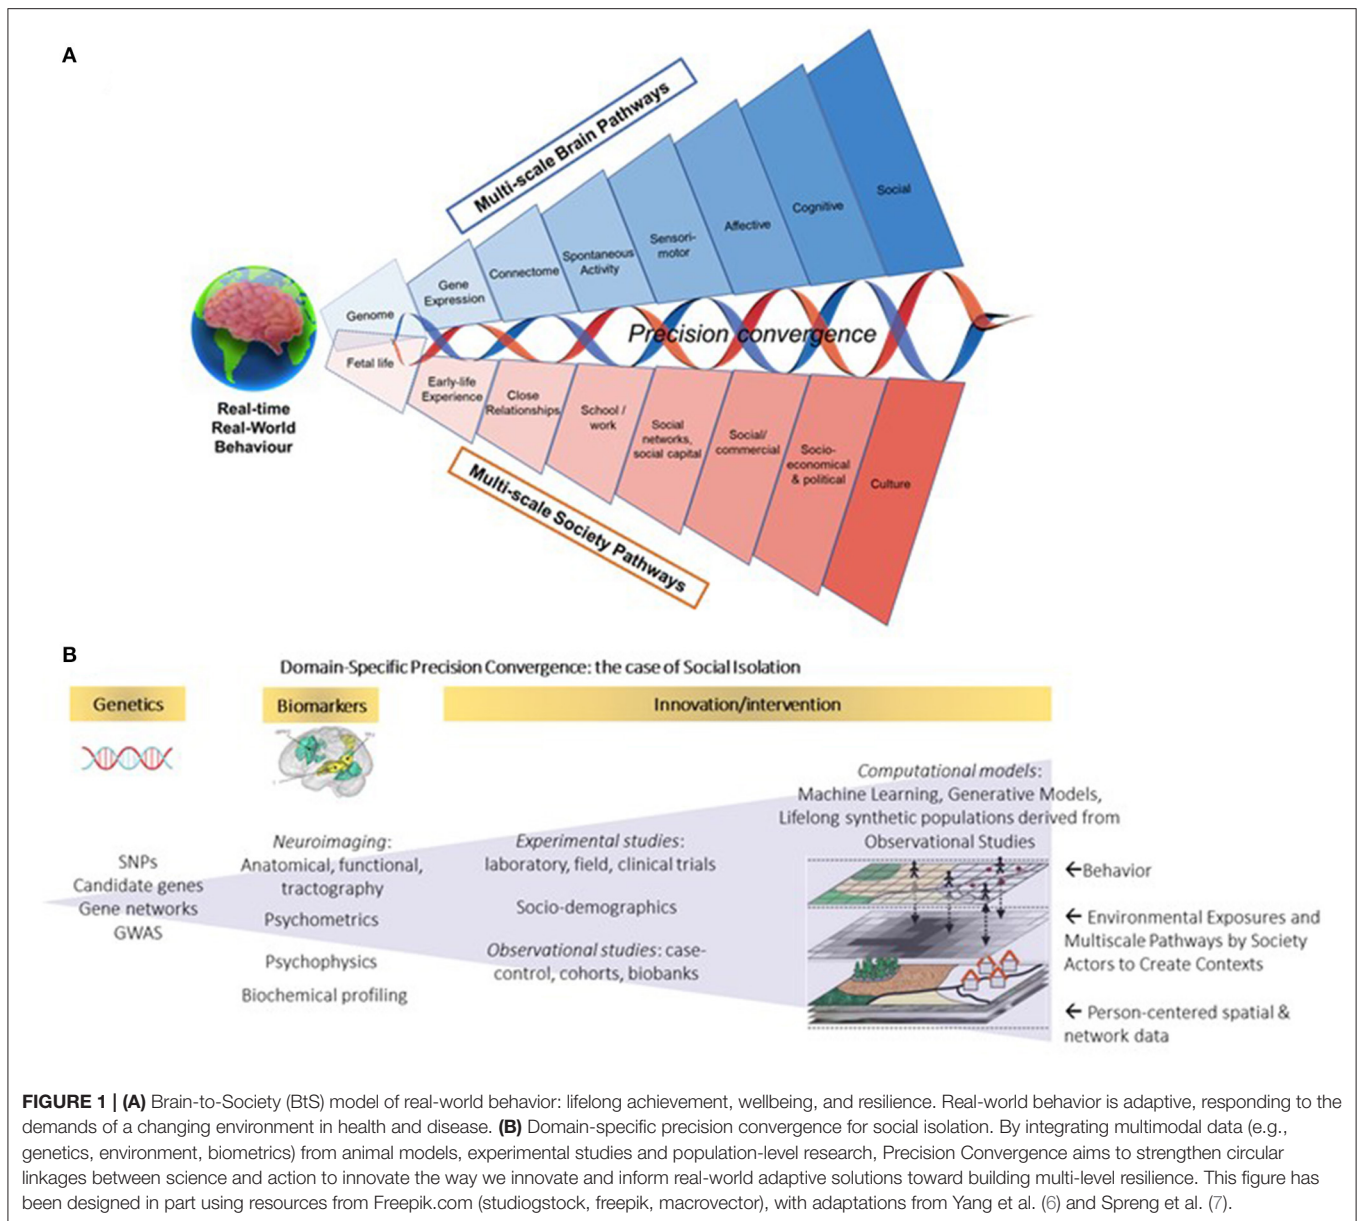 A
Multi-scale Brain Pathways
Social
Cognitive
Affective
Sensori-
motor
Spontaneous
Activity
Connectome
Gene
Expression
Genome
Precision convergence
Fetal life
Early-life
Experience
Close
Relationships
School /
work
Social
networks,
social capital
Social/
commercial
Socio-
economical
& political
Culture
Real-time
Real-World
Behaviour
Multi-scale Society Pathways
B
Domain-Specific Precision Convergence: the case of Social Isolation
Genetics
Biomarkers
Innovation/intervention
SNPs
Candidate genes
Gene networks
GWAS
Neuroimaging:
Anatomical, functional,
tractography
Psychometrics
Psychophysics
Biochemical profiling
Experimental studies:
laboratory, field, clinical trials
Socio-demographics
Observational studies: case-
control, cohorts, biobanks
Computational models:
Machine Learning, Generative Models,
Lifelong synthetic populations derived from
Observational Studies
←Behavior
← Environmental Exposures and
Multiscale Pathways by Society
Actors to Create Contexts
← Person-centered spatial &
network data
FIGURE 1 | (A) Brain-to-Society (BtS) model of real-world behavior: lifelong achievement, wellbeing, and resilience. Real-world behavior is adaptive, responding to the
demands of a changing environment in health and disease. (B) Domain-specific precision convergence for social isolation. By integrating multimodal data (e.g.,
genetics, environment, biometrics) from animal models, experimental studies and population-level research, Precision Convergence aims to strengthen circular
linkages between science and action to innovate the way we innovate and inform real-world adaptive solutions toward building multi-level resilience. This figure has
been designed in part using resources from Freepik.com (studiogstock, freepik, macrovector), with adaptations from Yang et al. (6) and Spreng et al. (7).